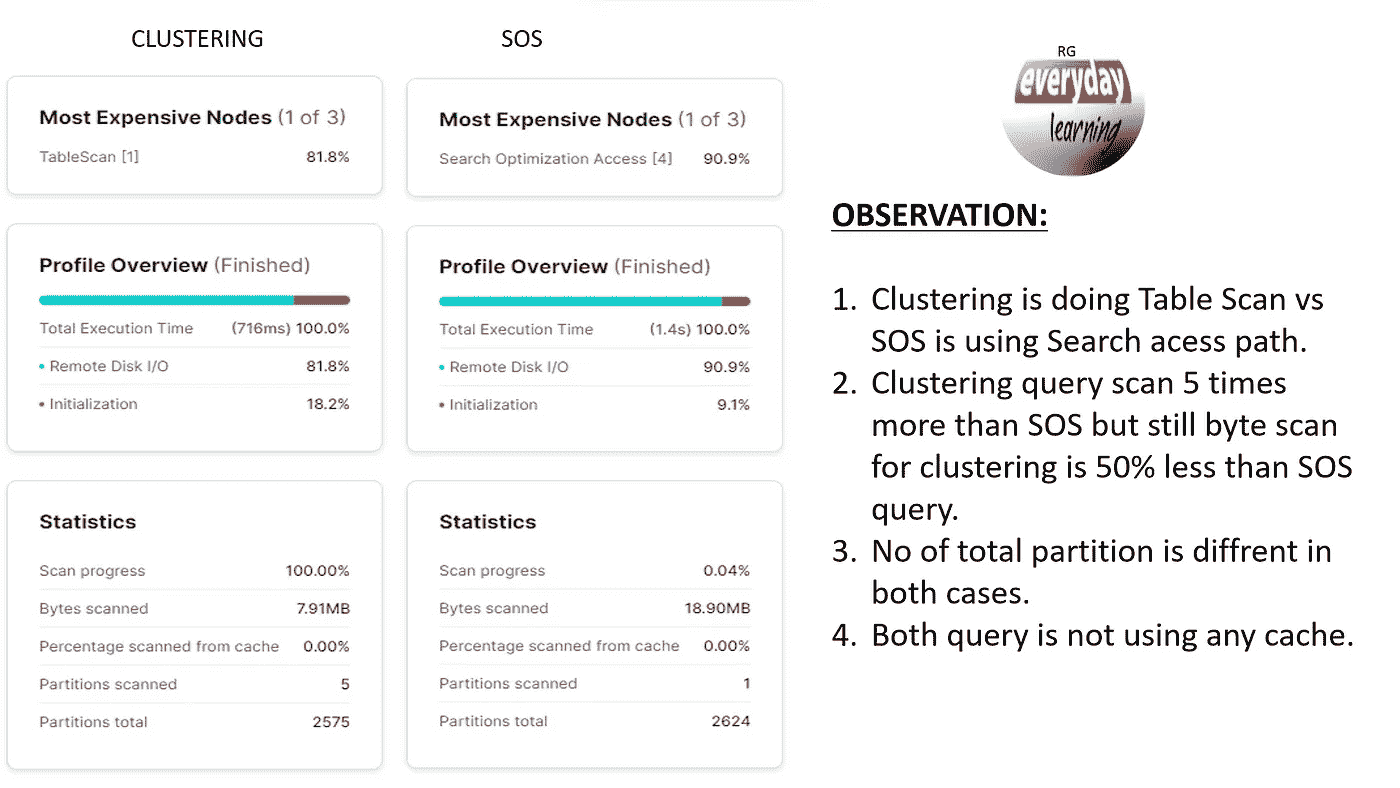 CLUSTERING
SOS
RG
everyday
learning
Most Expensive Nodes (1 of 3)
TableScan [1] 81.8%
Profile Overview (Finished)
Total Execution Time (716ms) 100.0%
• Remote Disk I/O 81.8%
• Initialization 18.2%
Statistics
Scan progress 100.00%
Bytes scanned 7.91MB
Percentage scanned from cache 0.00%
Partitions scanned 5
Partitions total 2575
Most Expensive Nodes (1 of 3)
Search Optimization Access [4] 90.9%
Profile Overview (Finished)
Total Execution Time (1.4s) 100.0%
• Remote Disk I/O 90.9%
• Initialization 9.1%
Statistics
Scan progress 0.04%
Bytes scanned 18.90MB
Percentage scanned from cache 0.00%
Partitions scanned 1
Partitions total 2624
OBSERVATION:
1. Clustering is doing Table Scan vs
SOS is using Search acess path.
2. Clustering query scan 5 times
more than SOS but still byte scan
for clustering is 50% less than SOS
query.
3. No of total partition is diffrent in
both cases.
4. Both query is not using any cache.